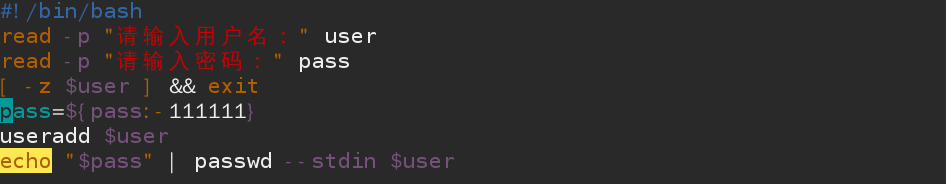 #!/bin/bash
read -p "请输入用户名：" user
read -p "请输入密码：" pass
[ -z $user ] && exit
pass=${pass:-111111}
useradd $user
echo "$pass" | passwd --stdin $user